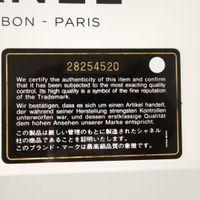 BON - PARIS
28254520
We certify the authenticity of this item and confirm
that it has been subjected to the most exacting quality
control. Its high quality is a symbol of the fine reputation
of the Trademark.
Wir bestätigen, dass es sich um einen Artikel handelt,
der während seiner Herstellung strengsten Kontrollen
unterworfen worden ist, und dessen Qualität dem
hohen Ansehen unserer Marke entspricht.
この製品は厳しい管理のもとに製造されたシャネル
社の商品であることを証明します。
このブランド・マークは最高級品質の象徴です。